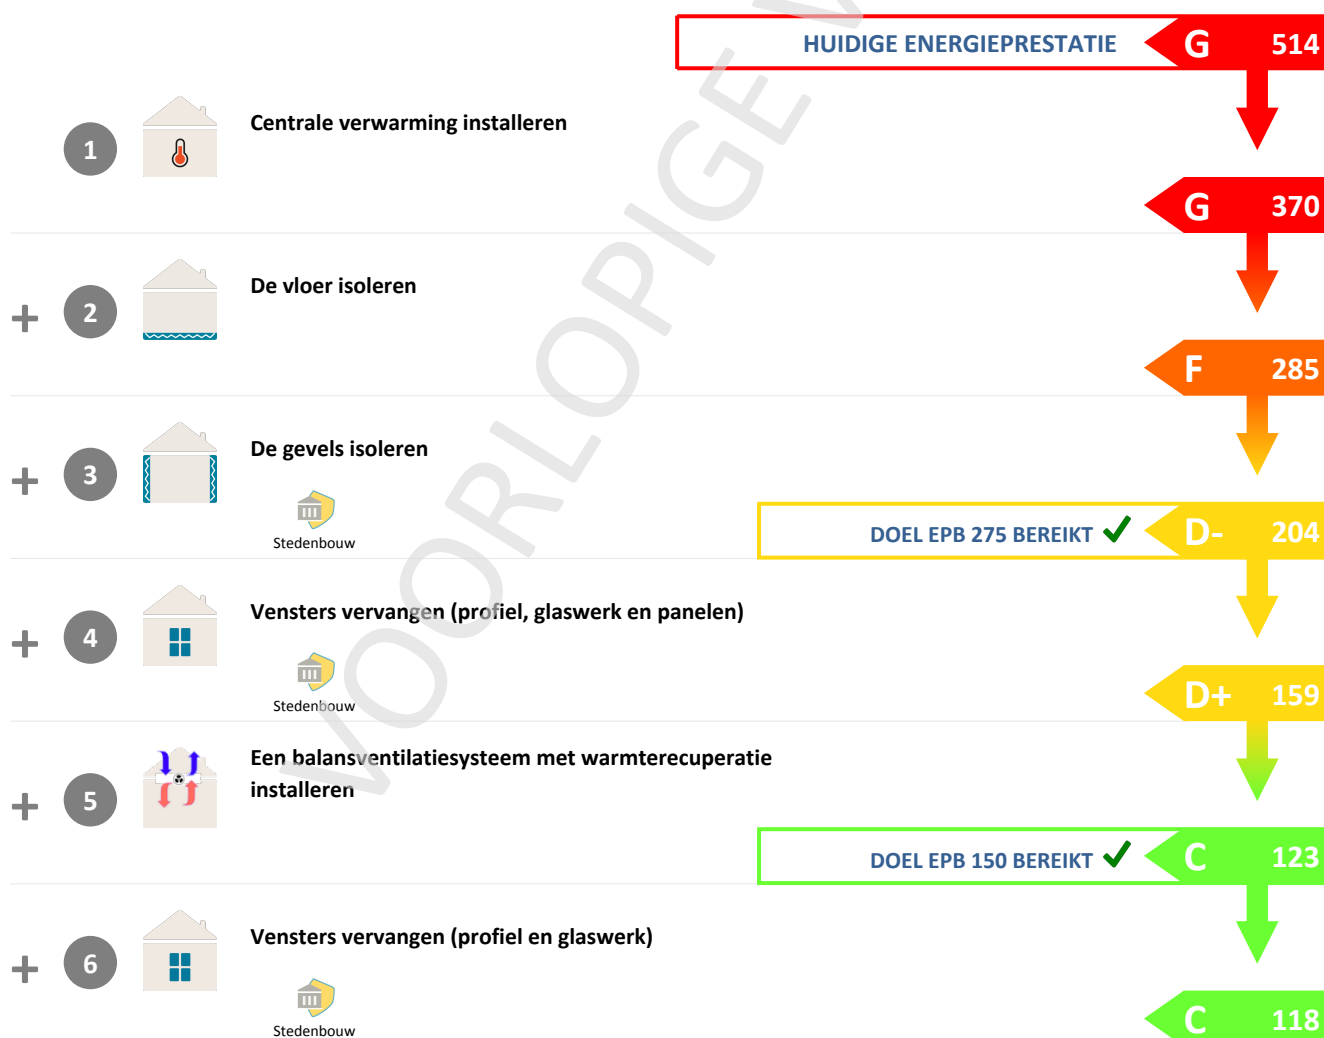 HUIDIGE ENERGIEPRESTATIE G 514
1 Centrale verwarming installeren
G 370
+ 2 De vloer isoleren
F 285
+ 3 De gevels isoleren
Stedenbouw
DOEL EPB 275 BEREIKT D- 204
+ 4 Vensters vervangen (profiel, glaswerk en panelen)
Stedenbouw
D+ 159
+ 5 Een balansventilatiesysteem met warmterecuperatie
installeren
DOEL EPB 150 BEREIKT C 123
+ 6 Vensters vervangen (profiel en glaswerk)
Stedenbouw
C 118
VOORLOPIGE